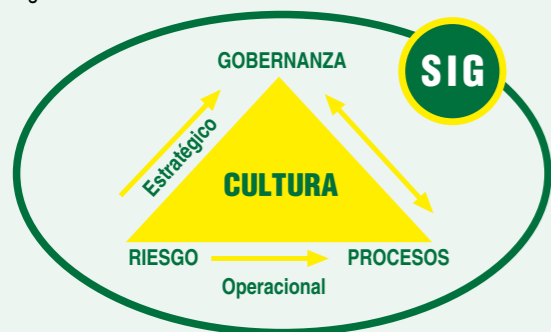 GOBERNANZA
SIG
Estratégico
CULTURA
RIESGO
PROCESOS
Operacional